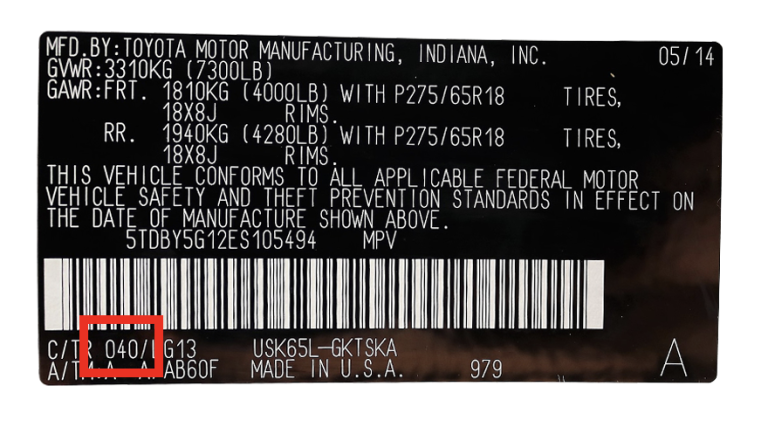 MFD.BY:TOYOTA MOTOR MANUFACTURING, INDIANA, INC. 05/14
GVWR:3310KG (7300LB)
GAWR:FRT. 1810KG (4000LB) WITH P275/65R18 TIRES,
18X8J RIMS.
RR. 1940KG (4280LB) WITH P275/65R18 TIRES,
18X8J RIMS.
THIS VEHICLE CONFORMS TO ALL APPLICABLE FEDERAL MOTOR
VEHICLE SAFETY AND THEFT PREVENTION STANDARDS IN EFFECT ON
THE DATE OF MANUFACTURE SHOWN ABOVE.
5TDBY5G12ES105494 MPV
C/TR 040/ G13 USK65L-GKTSKA A
AB60F MADE IN U.S.A. 979